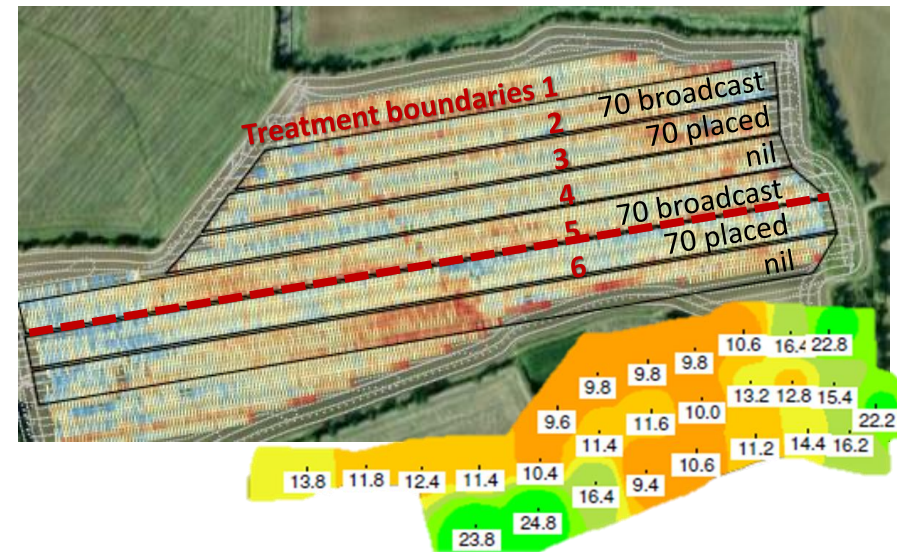 Treatment boundaries 1
70 broadcast
2
70 placed
3
nil
4
70 broadcast
5
70 placed
6
nil
10.6 16.4 22.8
9.8 9.8 9.8
13.2 12.8 15.4
9.6 11.6 10.0 22.2
11.4 11.2 14.4 16.2
13.8 11.8 12.4 11.4 10.4 10.6
16.4 9.4
23.8 24.8